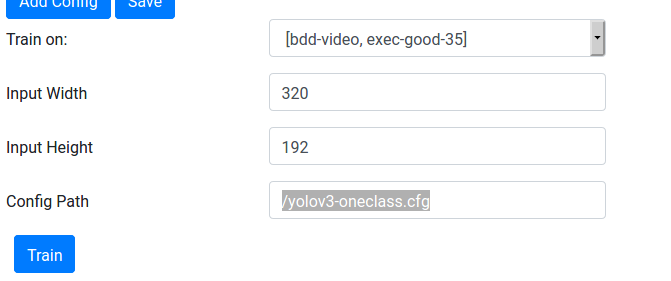 Add Config Save
Train on: [bdd-video, exec-good-35]
Input Width 320
Input Height 192
Config Path /yolov3-oneclass.cfg
Train